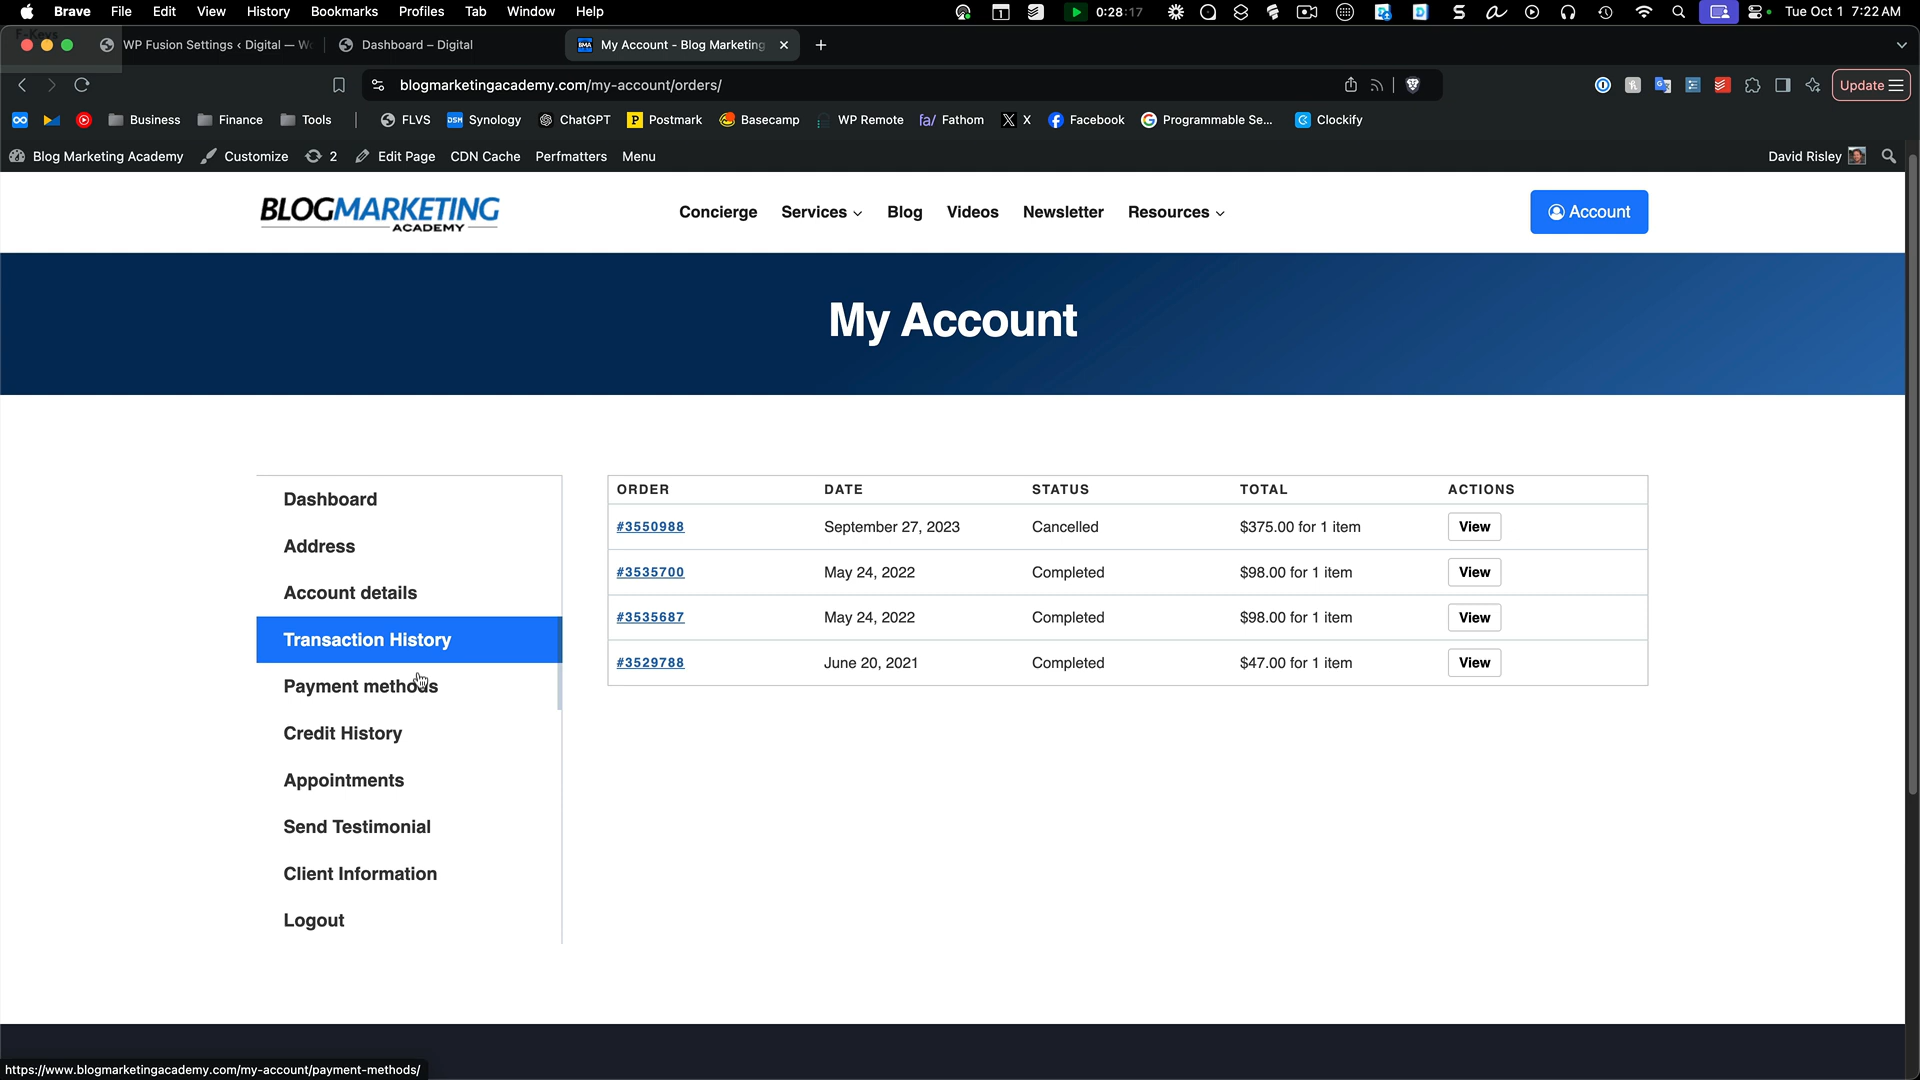 Brave File Edit View History Bookmarks Profiles Tab Window Help 0:28:17 Tue Oct 1 7:22 AM
F-Keys
WP Fusion Settings ‹ Digital — W
Dashboard – Digital
My Account - Blog Marketing
blogmarketingacademy.com/my-account/orders/
Update
Business Finance Tools FLVS Synology ChatGPT Postmark Basecamp WP Remote Fathom X Facebook Programmable Se... Clockify
Blog Marketing Academy Customize 2 Edit Page CDN Cache Perfmatters Menu David Risley
BLOGMARKETING
ACADEMY
Concierge Services Blog Videos Newsletter Resources
Account
My Account
Dashboard
Address
Account details
Transaction History
Payment methods
Credit History
Appointments
Send Testimonial
Client Information
Logout
ORDER DATE STATUS TOTAL ACTIONS
#3550988 September 27, 2023 Cancelled $375.00 for 1 item View
#3535700 May 24, 2022 Completed $98.00 for 1 item View
#3535687 May 24, 2022 Completed $98.00 for 1 item View
#3529788 June 20, 2021 Completed $47.00 for 1 item View
https://www.blogmarketingacademy.com/my-account/payment-methods/